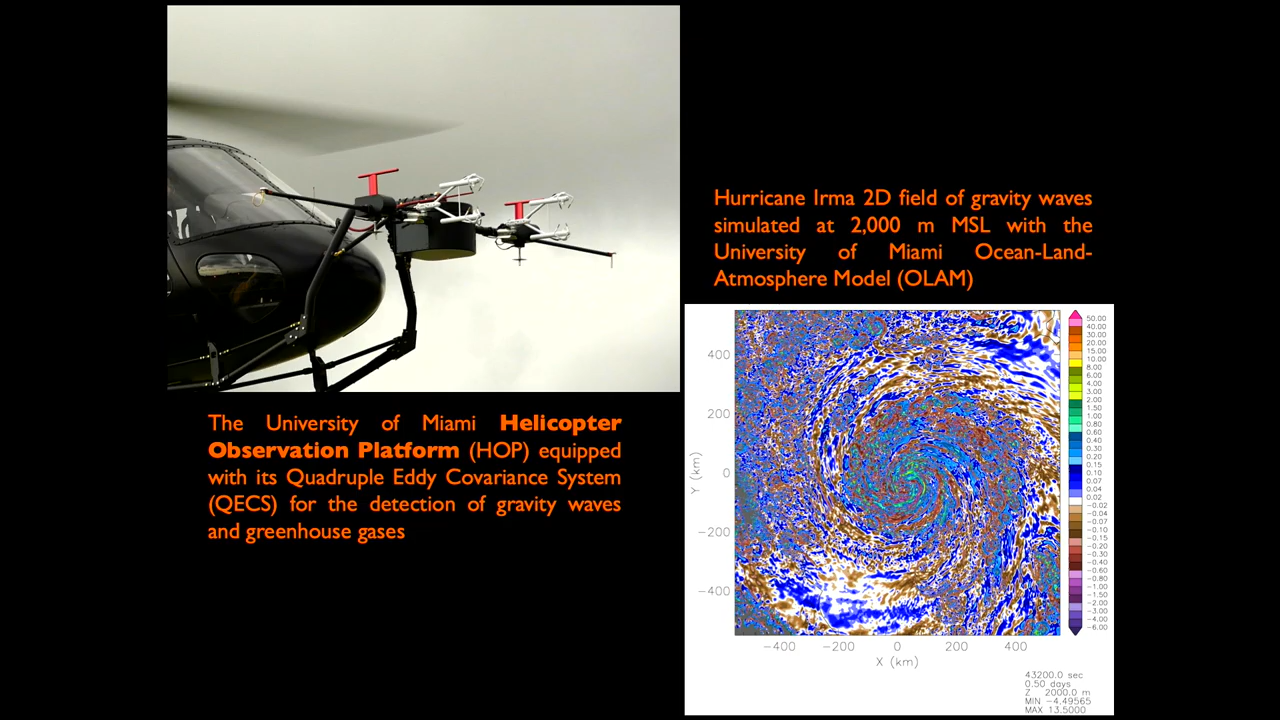 Hurricane Irma 2D field of gravity waves
simulated at 2,000 m MSL with the
University of Miami Ocean-Land-
Atmosphere Model (OLAM)
The University of Miami Helicopter
Observation Platform (HOP) equipped
with its Quadruple Eddy Covariance System
(QECS) for the detection of gravity waves
and greenhouse gases
400
200
0
−200
−400
Y (km)
−400 −200 0 200 400
X (km)
50.00
40.00
30.00
20.00
15.00
10.00
8.00
6.00
4.00
3.00
2.00
1.50
1.00
0.80
0.60
0.40
0.30
0.20
0.15
0.10
0.07
0.04
0.02
−0.02
−0.04
−0.07
−0.10
−0.15
−0.20
−0.30
−0.40
−0.60
−0.80
−1.00
−1.50
−2.00
−3.00
−4.00
−6.00
43200.0 sec
0.50 days
Z 2000.0 m
MIN −4.49565
MAX 13.5000